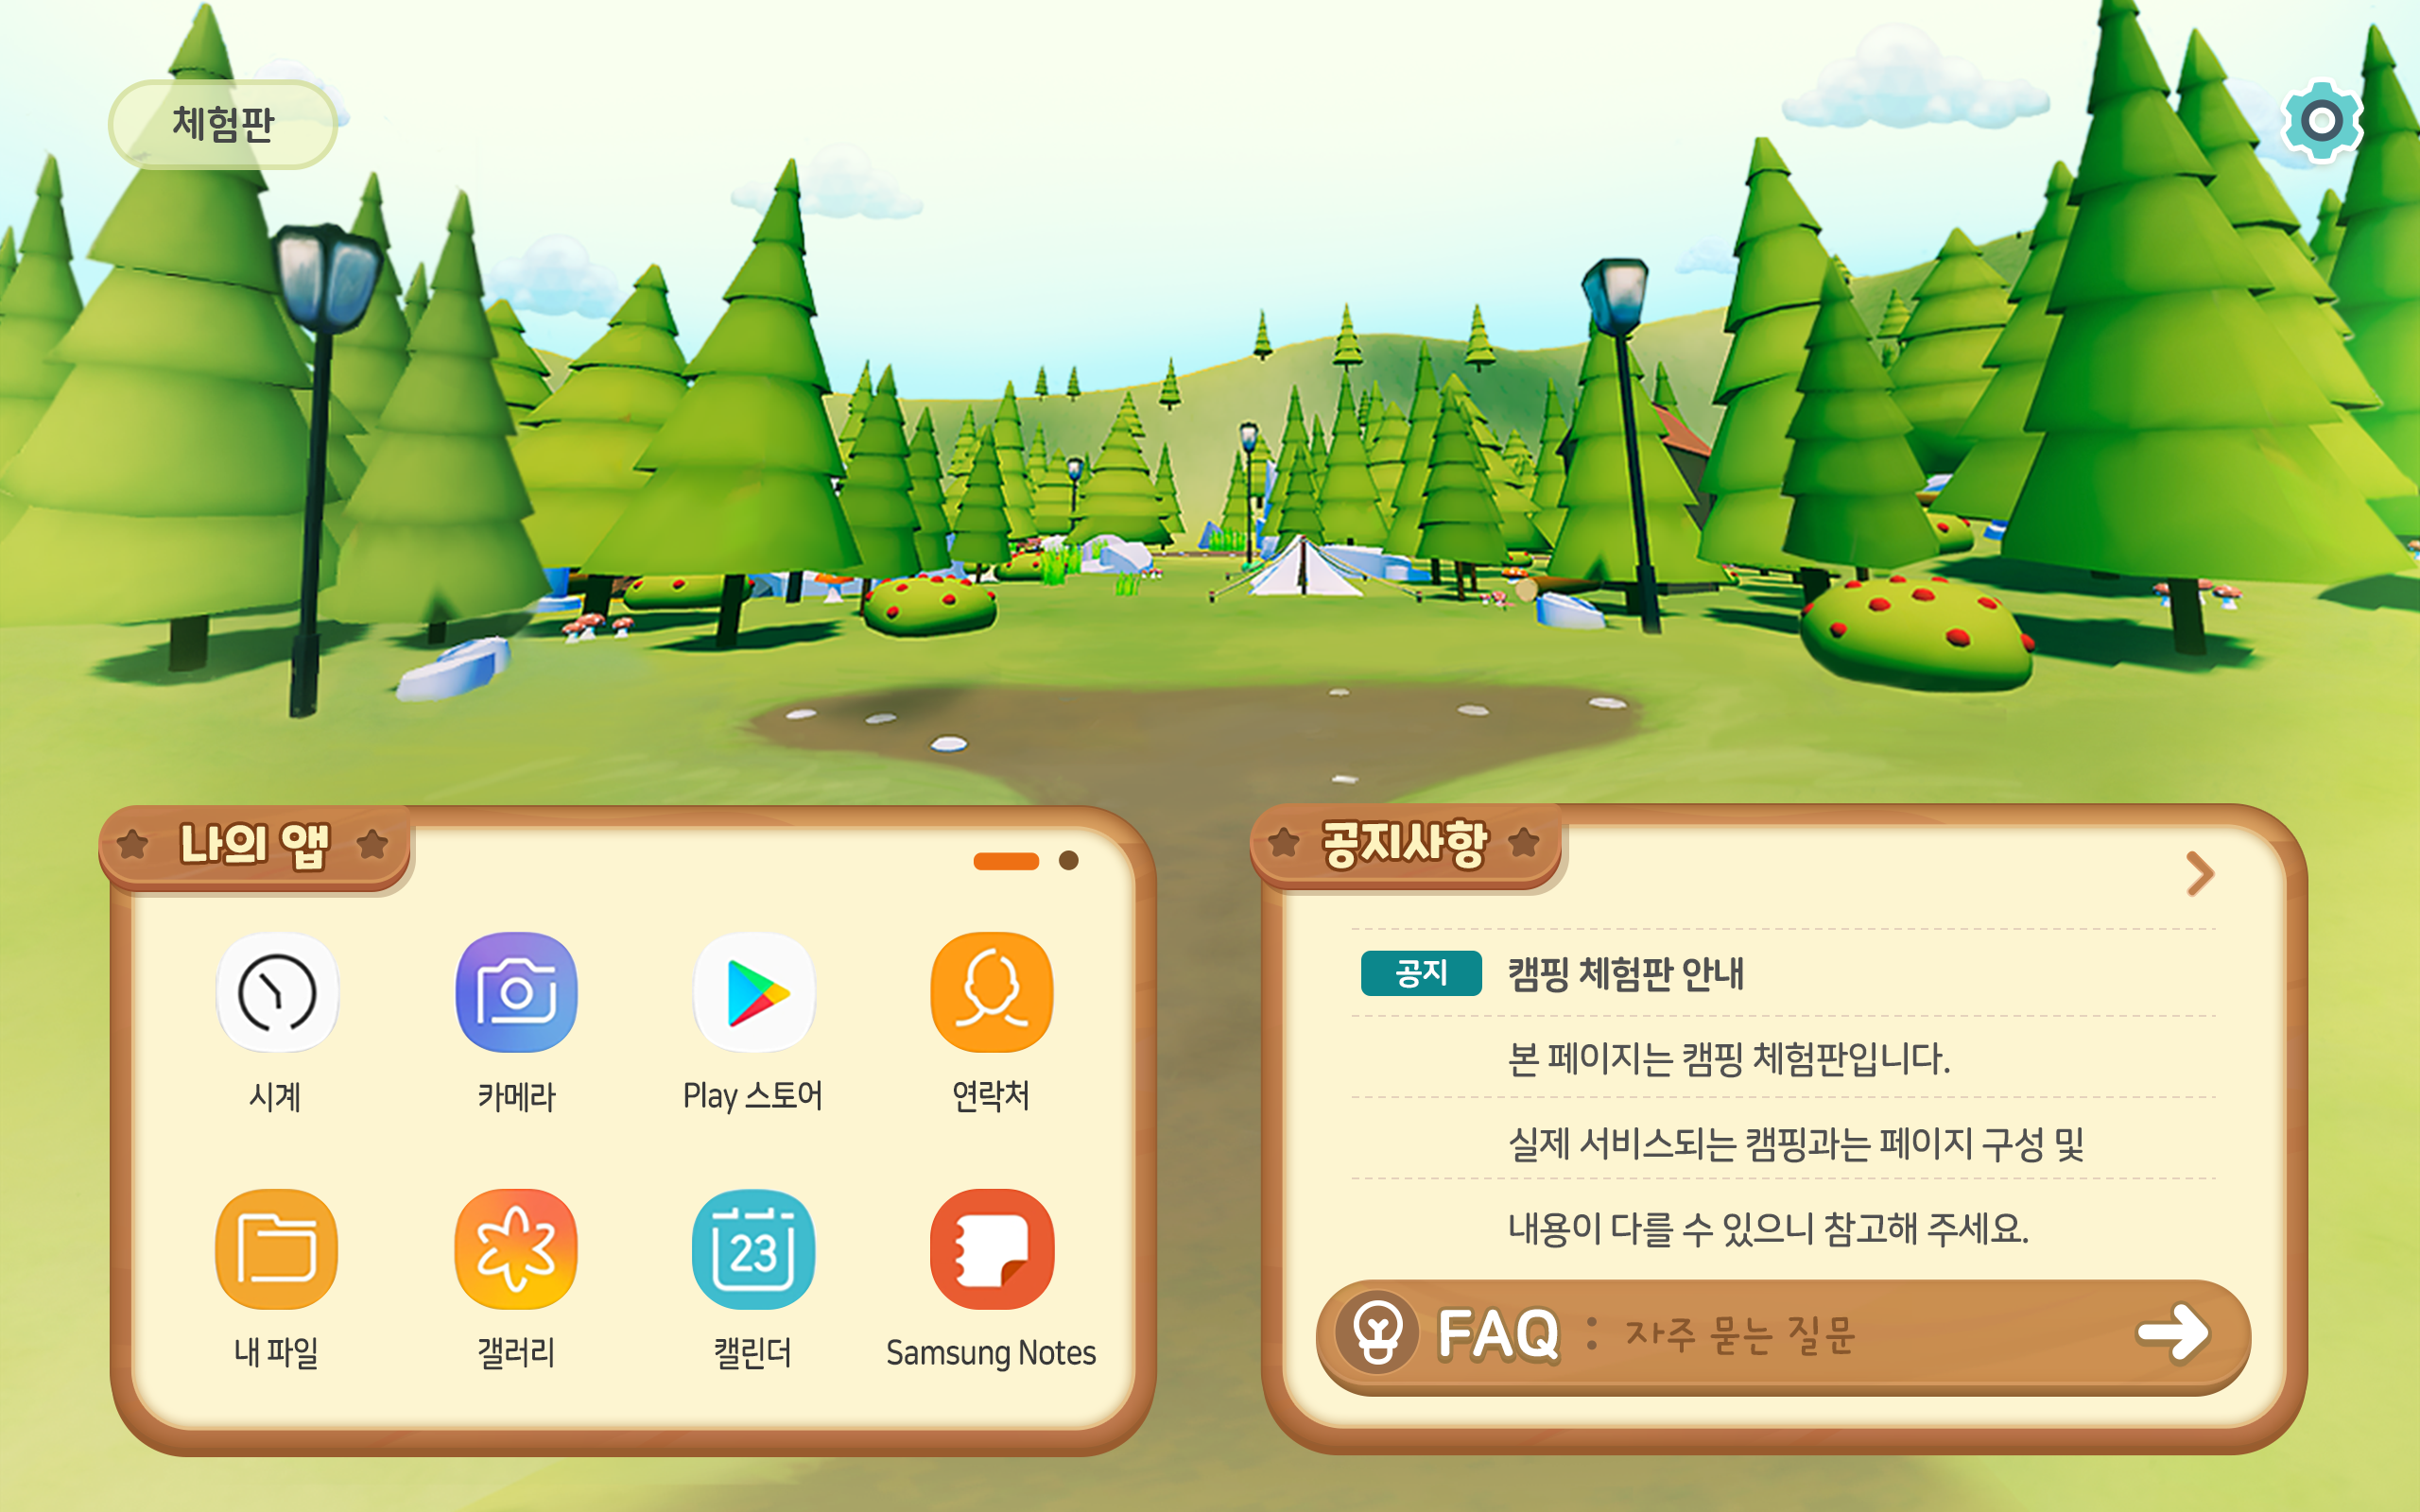 체험판
나의 앱
시계
카메라
Play 스토어
연락처
내 파일
갤러리
23
캘린더
Samsung Notes
공지사항
공지 캠핑 체험판 안내
본 페이지는 캠핑 체험판입니다.
실제 서비스되는 캠핑과는 페이지 구성 및
내용이 다를 수 있으니 참고해 주세요.
FAQ : 자주 묻는 질문